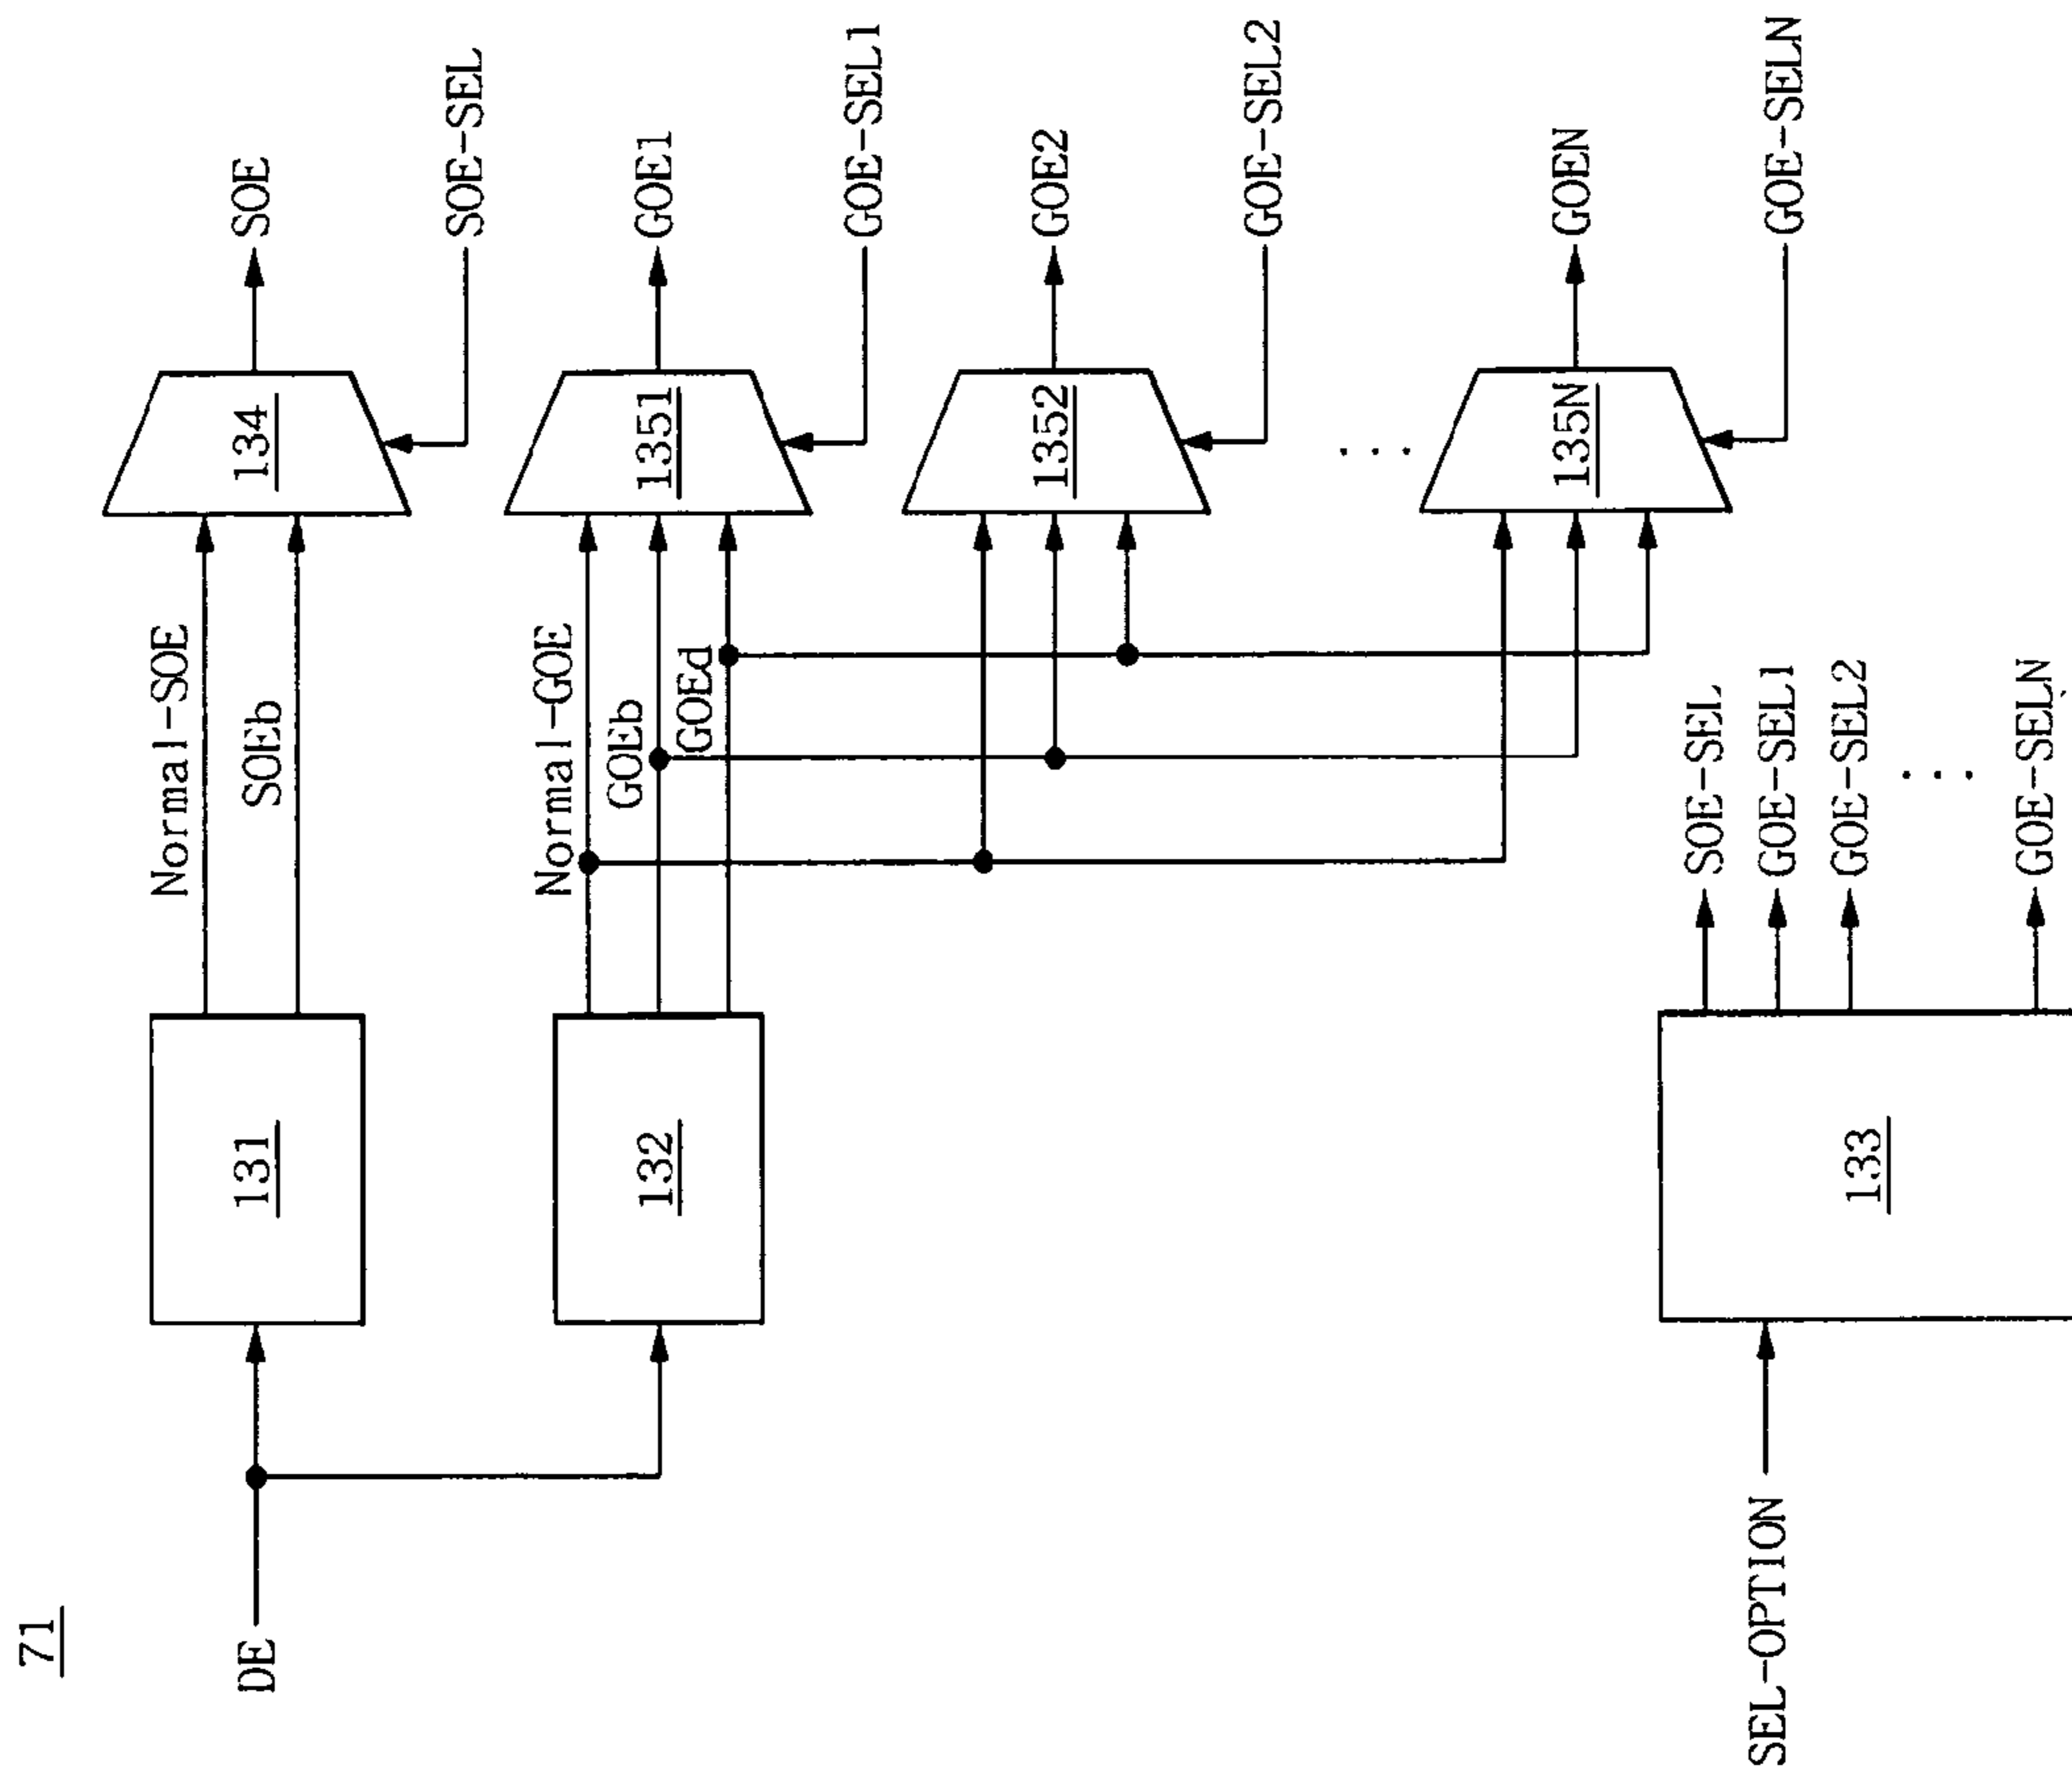 71
DE
131
Normal-SOE
SOEb
134
SOE
SOE-SEL
132
Normal-GOE
GOEb
GOEd
1351
GOE1
GOE-SEL1
1352
GOE2
GOE-SEL2
...
135N
GOEN
GOE-SELN
SEL-OPTION
133
SOE-SEL
GOE-SEL1
GOE-SEL2
...
GOE-SELN